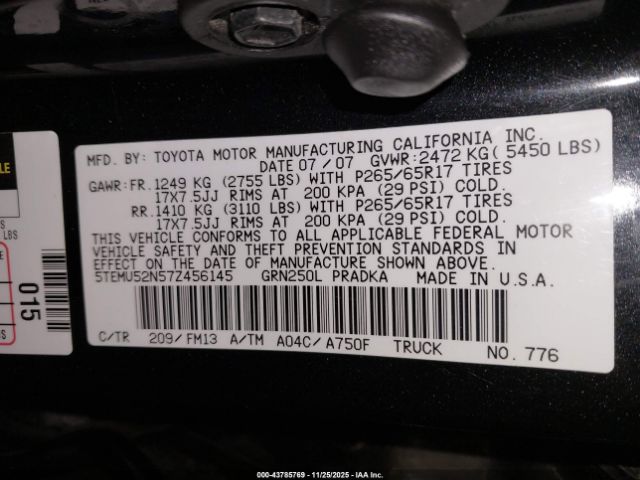 MFD. BY: TOYOTA MOTOR MANUFACTURING CALIFORNIA INC.
DATE 07 / 07 GVWR: 2472 KG ( 5450 LBS)
GAWR: FR. 1249 KG (2755 LBS) WITH P265/65R17 TIRES
17X7.5JJ RIMS AT 200 KPA (29 PSI) COLD.
RR. 1410 KG (3110 LBS) WITH P265/65R17 TIRES
17X7.5JJ RIMS AT 200 KPA (29 PSI) COLD.
THIS VEHICLE CONFORMS TO ALL APPLICABLE FEDERAL MOTOR
VEHICLE SAFETY AND THEFT PREVENTION STANDARDS IN
EFFECT ON THE DATE OF MANUFACTURE SHOWN ABOVE.
5TEMU52N57Z456145 GRN250L PRADKA MADE IN U.S.A.
C/TR 209/FM13 A/TM A04C/A750F TRUCK NO. 776
015
LBS
000-43785769 - 11/25/2025 - IAA Inc.